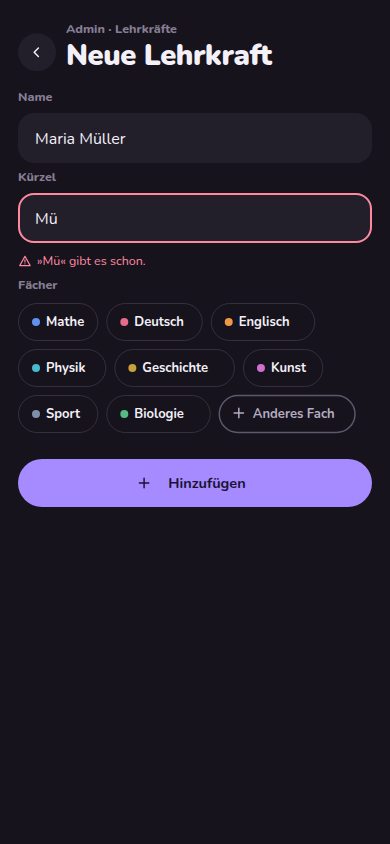 Admin · Lehrkräfte
Neue Lehrkraft
Name
Maria Müller
Kürzel
Mü
»Mü« gibt es schon.
Fächer
Mathe
Deutsch
Englisch
Physik
Geschichte
Kunst
Sport
Biologie
+ Anderes Fach
+ Hinzufügen